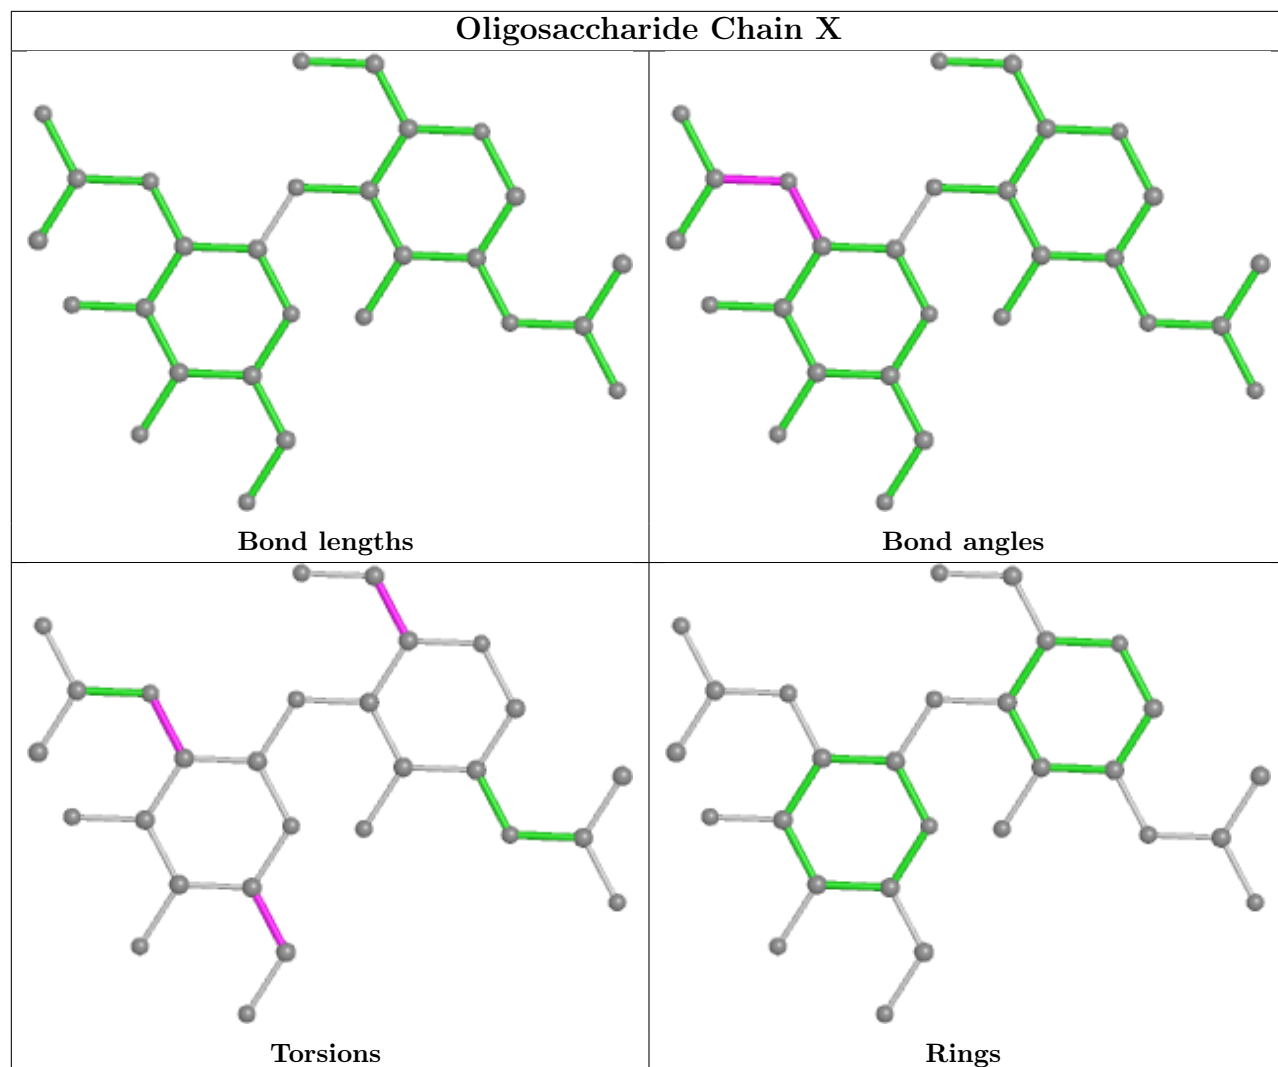 Oligosaccharide Chain X
Bond lengths
Bond angles
Torsions
Rings